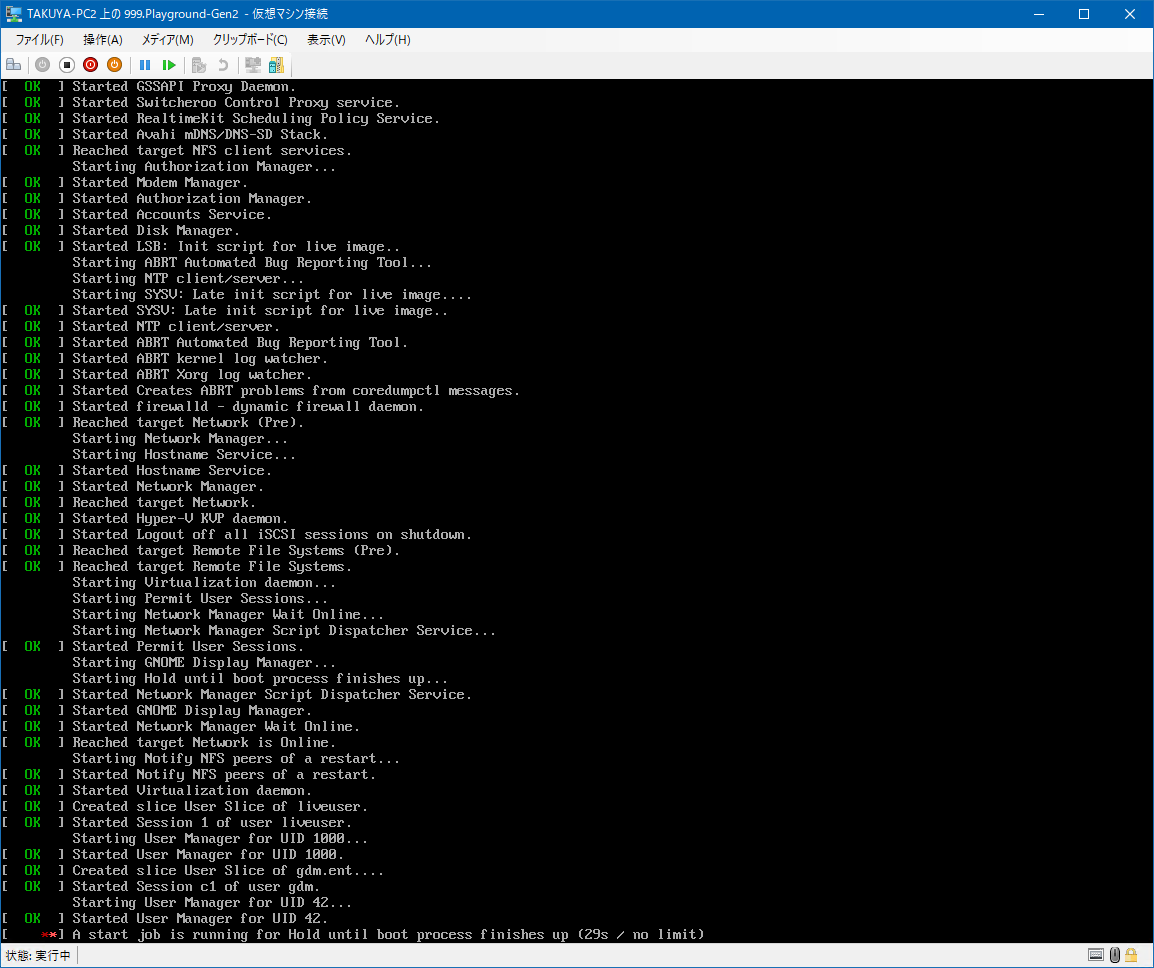 TAKUYA-PC2 上の 999.Playground-Gen2 - 仮想マシン接続
ファイル(F) 操作(A) メディア(M) クリップボード(C) 表示(V) ヘルプ(H)
[ OK ] Started GSSAPI Proxy Daemon.
[ OK ] Started Switcheroo Control Proxy service.
[ OK ] Started RealtimeKit Scheduling Policy Service.
[ OK ] Started Avahi mDNS/DNS-SD Stack.
[ OK ] Reached target NFS client services.
Starting Authorization Manager...
[ OK ] Started Modem Manager.
[ OK ] Started Authorization Manager.
[ OK ] Started Accounts Service.
[ OK ] Started Disk Manager.
[ OK ] Started LSB: Init script for live image..
Starting ABRT Automated Bug Reporting Tool...
Starting NTP client/server...
Starting SYSV: Late init script for live image....
[ OK ] Started SYSV: Late init script for live image..
[ OK ] Started NTP client/server.
[ OK ] Started ABRT Automated Bug Reporting Tool.
[ OK ] Started ABRT kernel log watcher.
[ OK ] Started ABRT Xorg log watcher.
[ OK ] Started Creates ABRT problems from coredumpctl messages.
[ OK ] Started firewalld - dynamic firewall daemon.
[ OK ] Reached target Network (Pre).
Starting Network Manager...
Starting Hostname Service...
[ OK ] Started Hostname Service.
[ OK ] Started Network Manager.
[ OK ] Reached target Network.
[ OK ] Started Hyper-V KVP daemon.
[ OK ] Started Logout off all iSCSI sessions on shutdown.
[ OK ] Reached target Remote File Systems (Pre).
[ OK ] Reached target Remote File Systems.
Starting Virtualization daemon...
Starting Permit User Sessions...
Starting Network Manager Wait Online...
Starting Network Manager Script Dispatcher Service...
[ OK ] Started Permit User Sessions.
Starting GNOME Display Manager...
Starting Hold until boot process finishes up...
[ OK ] Started Network Manager Script Dispatcher Service.
[ OK ] Started GNOME Display Manager.
[ OK ] Started Network Manager Wait Online.
[ OK ] Reached target Network is Online.
Starting Notify NFS peers of a restart...
[ OK ] Started Notify NFS peers of a restart.
[ OK ] Started Virtualization daemon.
[ OK ] Created slice User Slice of liveuser.
[ OK ] Started Session 1 of user liveuser.
Starting User Manager for UID 1000...
[ OK ] Started User Manager for UID 1000.
[ OK ] Created slice User Slice of gdm.ent....
[ OK ] Started Session c1 of user gdm.
Starting User Manager for UID 42...
[ OK ] Started User Manager for UID 42.
[ **] A start job is running for Hold until boot process finishes up (29s / no limit)
状態: 実行中